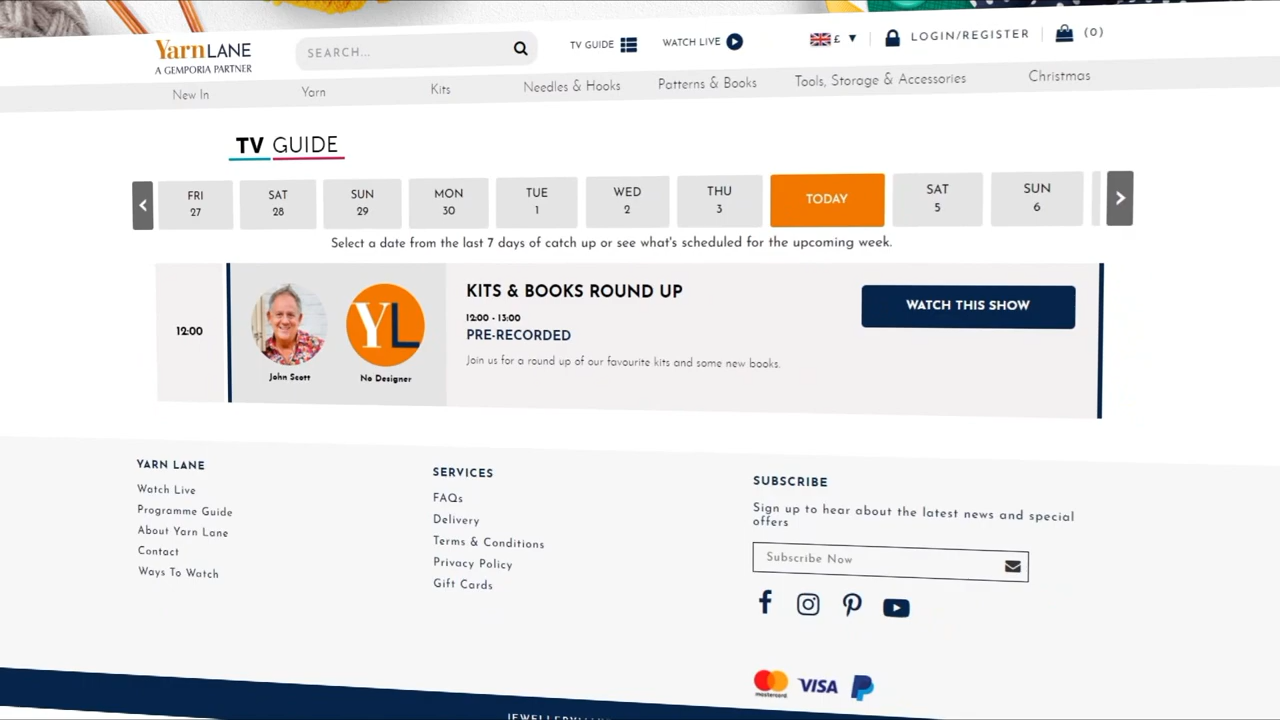 YarnLANE
A GEMPORIA PARTNER
SEARCH...
TV GUIDE
WATCH LIVE
£
LOGIN/REGISTER
(0)
New In
Yarn
Kits
Needles & Hooks
Patterns & Books
Tools, Storage & Accessories
Christmas
TV GUIDE
FRI
27
SAT
28
SUN
29
MON
30
TUE
1
WED
2
THU
3
TODAY
SAT
5
SUN
6
Select a date from the last 7 days of catch up or see what's scheduled for the upcoming week.
12:00
YL
John Scott
No Designer
KITS & BOOKS ROUND UP
12:00 - 13:00
PRE-RECORDED
Join us for a round up of our favourite kits and some new books.
WATCH THIS SHOW
YARN LANE
Watch Live
Programme Guide
About Yarn Lane
Contact
Ways To Watch
SERVICES
FAQs
Delivery
Terms & Conditions
Privacy Policy
Gift Cards
SUBSCRIBE
Sign up to hear about the latest news and special
offers
Subscribe Now
mastercard
VISA